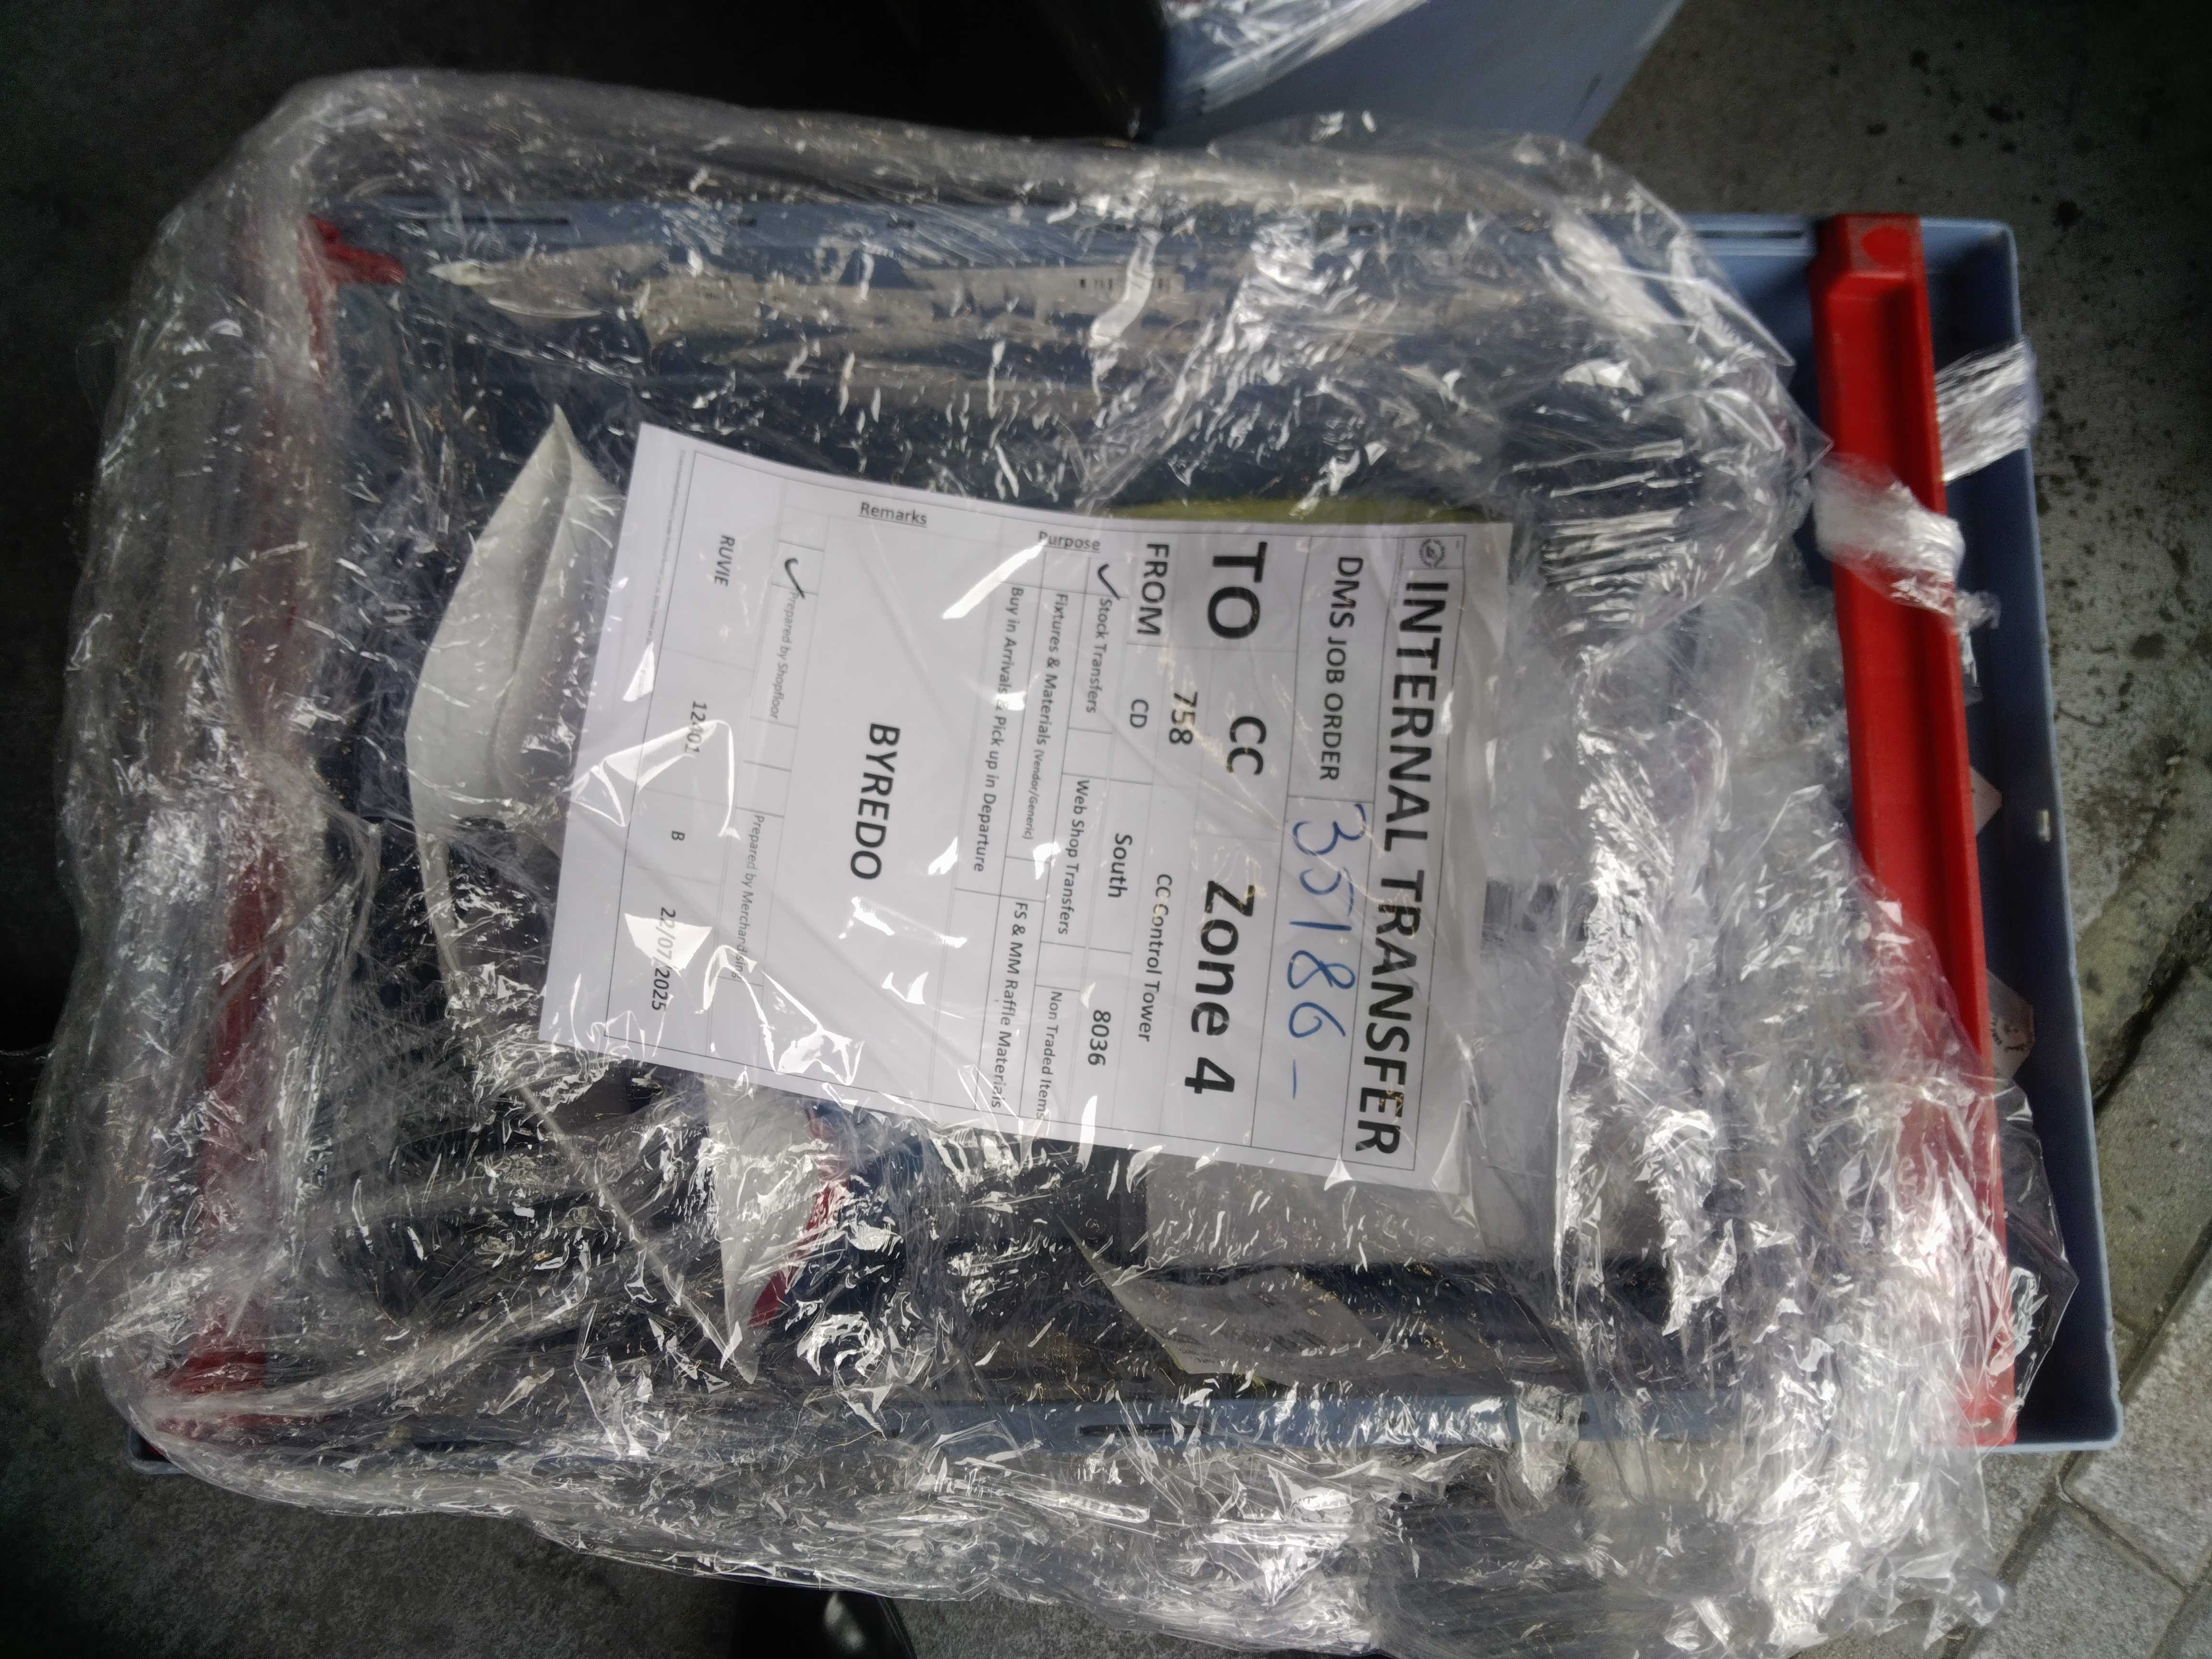 INTERNAL TRANSFER
DMS JOB ORDER 35186 -
TO CC Zone 4
CC Control Tower
FROM 758 CD South 8036
Purpose
✓ Stock Transfers Web Shop Transfers Non Traded Items
Fixtures & Materials (Vendor/Generic) FS & MM Raffle Materials
Buy in Arrivals & Pick up in Departure
Remarks
BYREDO
✓ Prepared by Shopfloor Prepared by Merchandising
RUVIE B 22/07/2025